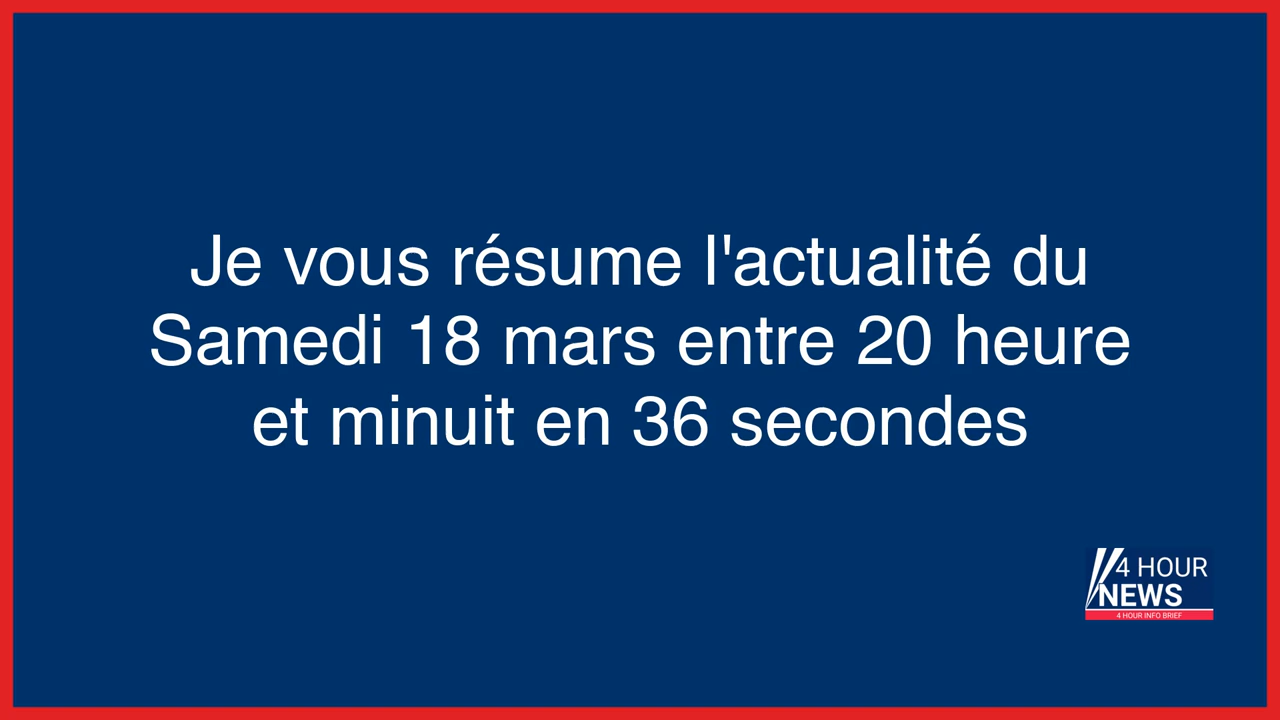 Je vous résume l'actualité du
Samedi 18 mars entre 20 heure
et minuit en 36 secondes
4 HOUR
NEWS
4 HOUR INFO BRIEF